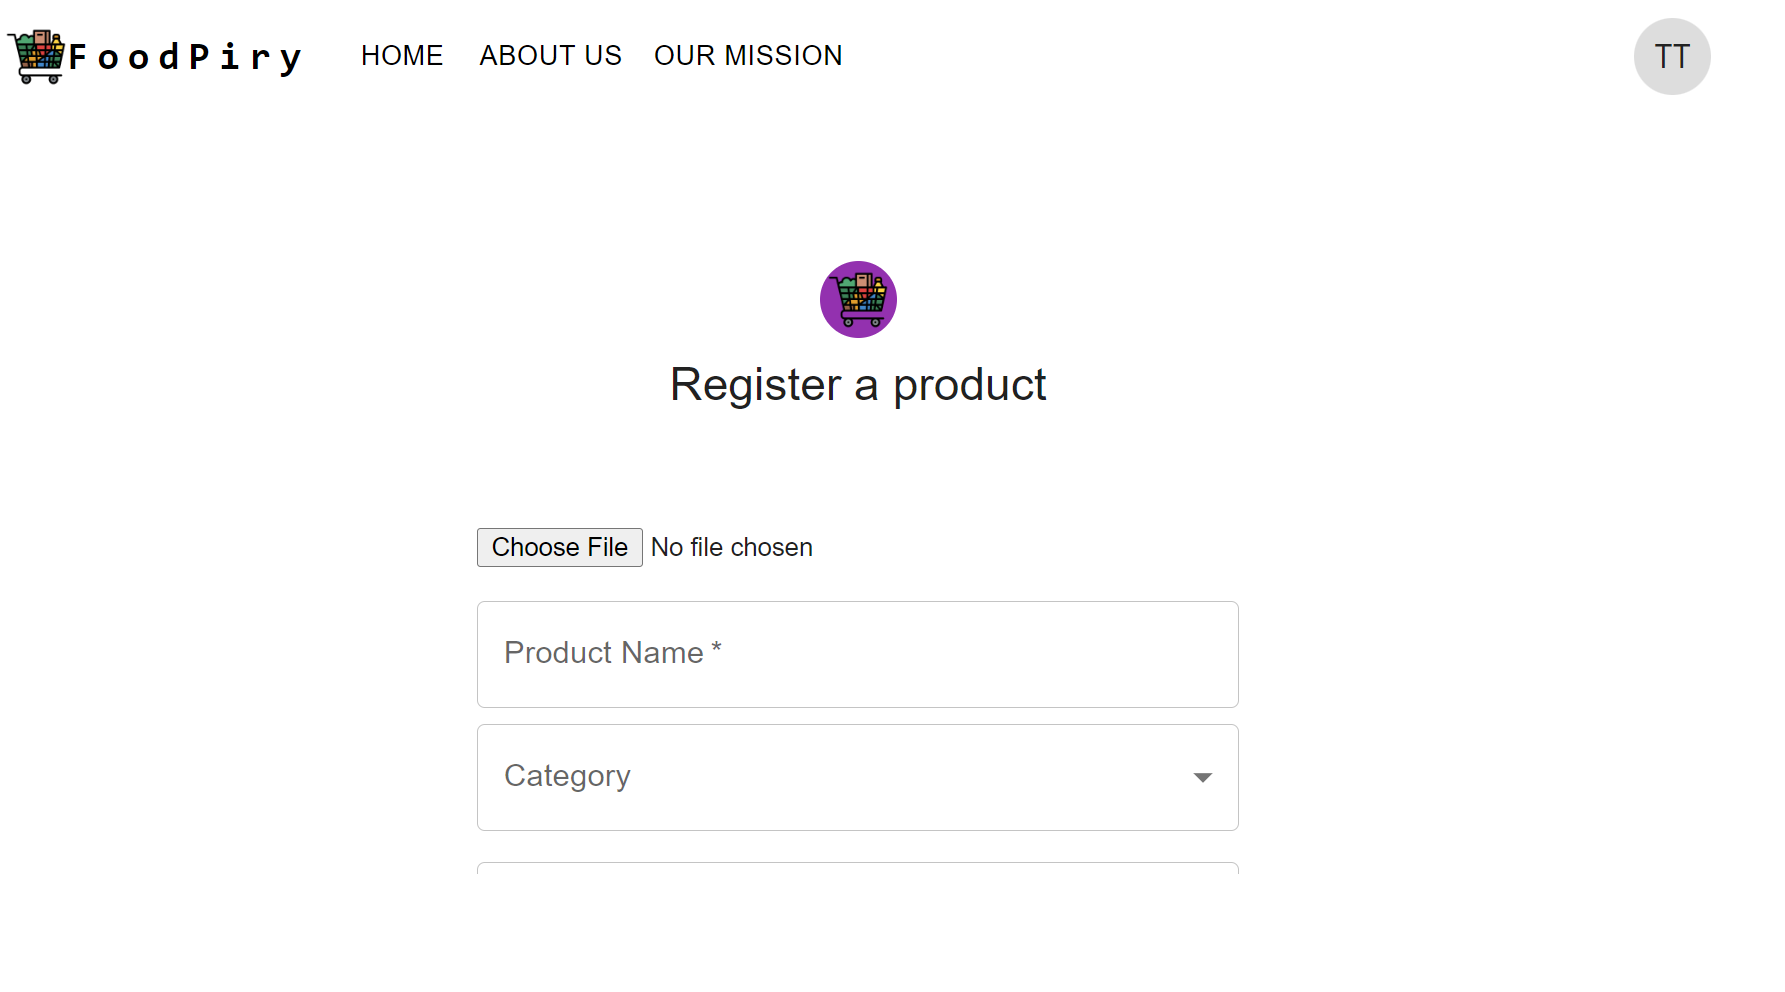 FoodPiry HOME ABOUT US OUR MISSION TT
Register a product
Choose File No file chosen
Product Name *
Category